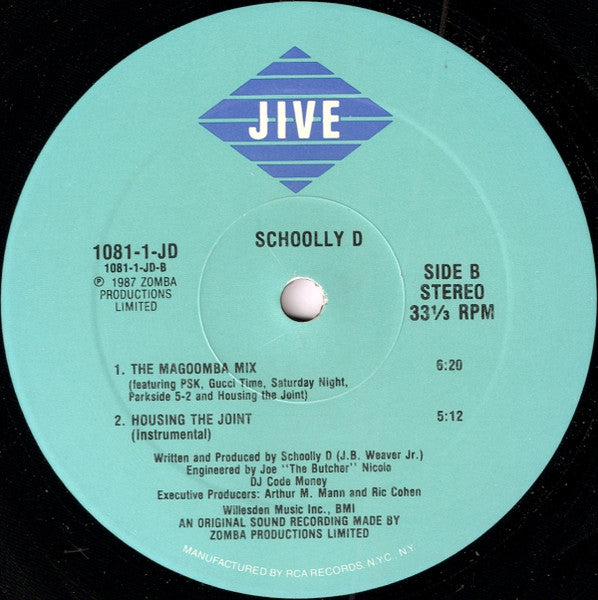 JIVE
SCHOOLLY D
1081-1-JD
1081-1-JD-B
℗ 1987 ZOMBA
PRODUCTIONS
LIMITED
SIDE B
STEREO
33⅓ RPM
1. THE MAGOOMBA MIX 6:20
(featuring PSK, Gucci Time, Saturday Night,
Parkside 5-2 and Housing the Joint)
2. HOUSING THE JOINT 5:12
(Instrumental)
Written and Produced by Schoolly D (J.B. Weaver Jr.)
Engineered by Joe "The Butcher" Nicolo
DJ Code Money
Executive Producers: Arthur M. Mann and Ric Cohen
Willesden Music Inc., BMI
AN ORIGINAL SOUND RECORDING MADE BY
ZOMBA PRODUCTIONS LIMITED
MANUFACTURED BY RCA RECORDS, N.Y.C., N.Y.